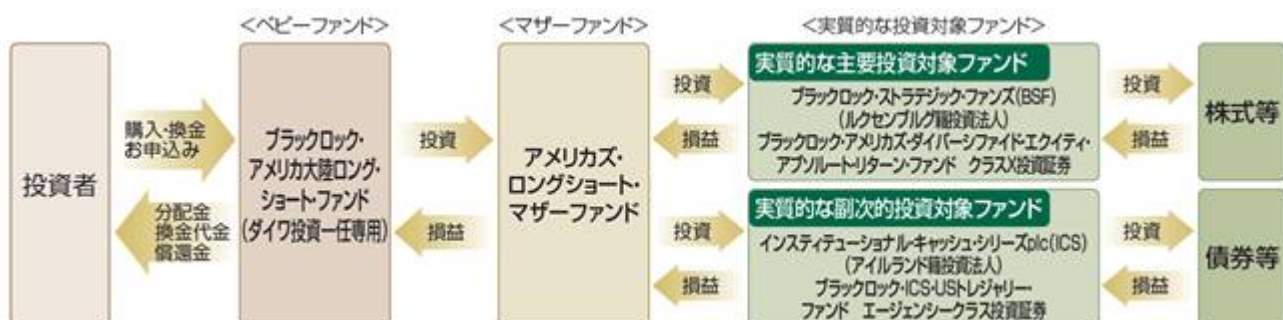 <ベビーファンド>
<マザーファンド>
<実質的な投資対象ファンド>
投資者
購入・換金
お申込み
分配金
換金代金
償還金
ブラックロック・
アメリカ大陸ロング・
ショート・ファンド
(ダイワ投資一任専用)
投資
損益
アメリカズ・
ロングショート・
マザーファンド
投資
損益
投資
損益
実質的な主要投資対象ファンド
ブラックロック・ストラテジック・ファンズ(BSF)
(ルクセンブルグ籍投資法人)
ブラックロック・アメリカズ・ダイバーシファイド・エクイティ・
アブソルート・リターン・ファンド クラスX投資証券
実質的な副次的投資対象ファンド
インスティテューショナル・キャッシュ・シリーズplc(ICS)
(アイルランド籍投資法人)
ブラックロック・ICS・USトレジャリー・
ファンド エージェンシークラス投資証券
投資
損益
投資
損益
株式等
債券等